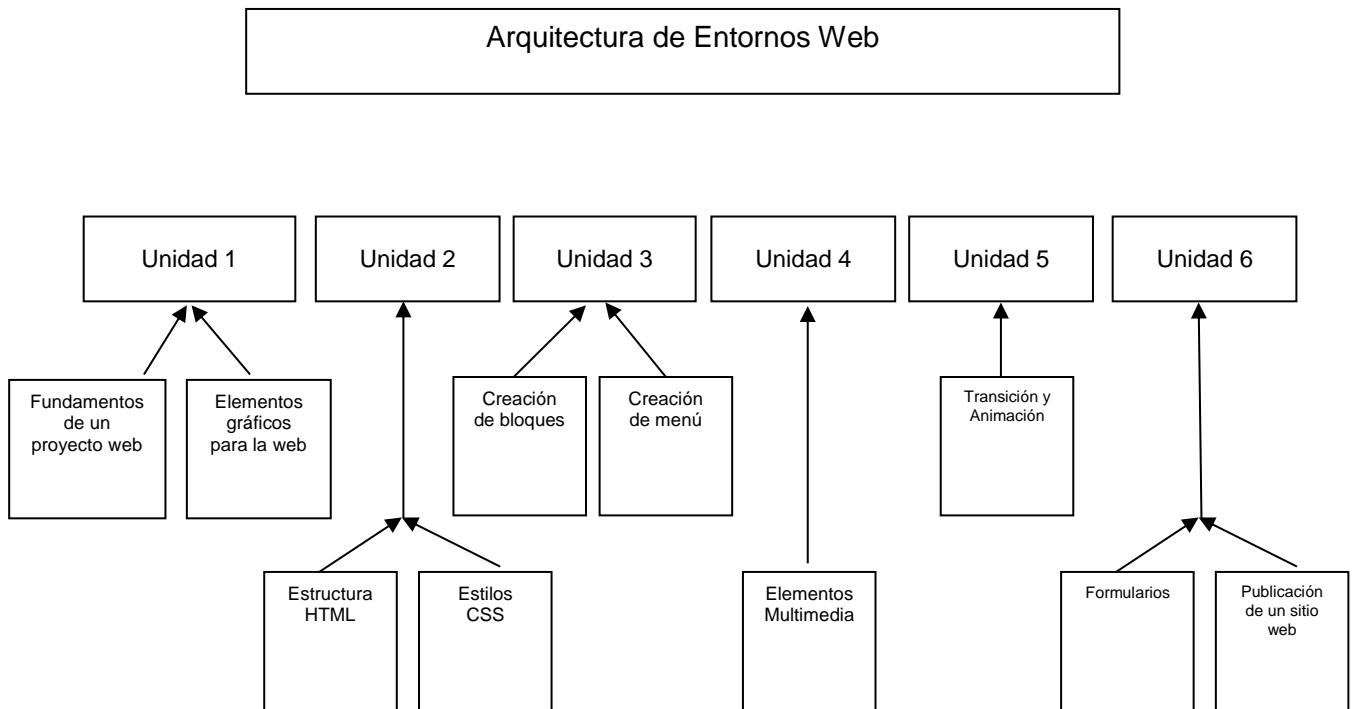 Arquitectura de Entornos Web
Unidad 1
Unidad 2
Unidad 3
Unidad 4
Unidad 5
Unidad 6
Fundamentos
de un
proyecto web
Elementos
gráficos
para la web
Creación
de bloques
Creación
de menú
Transición y
Animación
Estructura
HTML
Estilos
CSS
Elementos
Multimedia
Formularios
Publicación
de un sitio
web